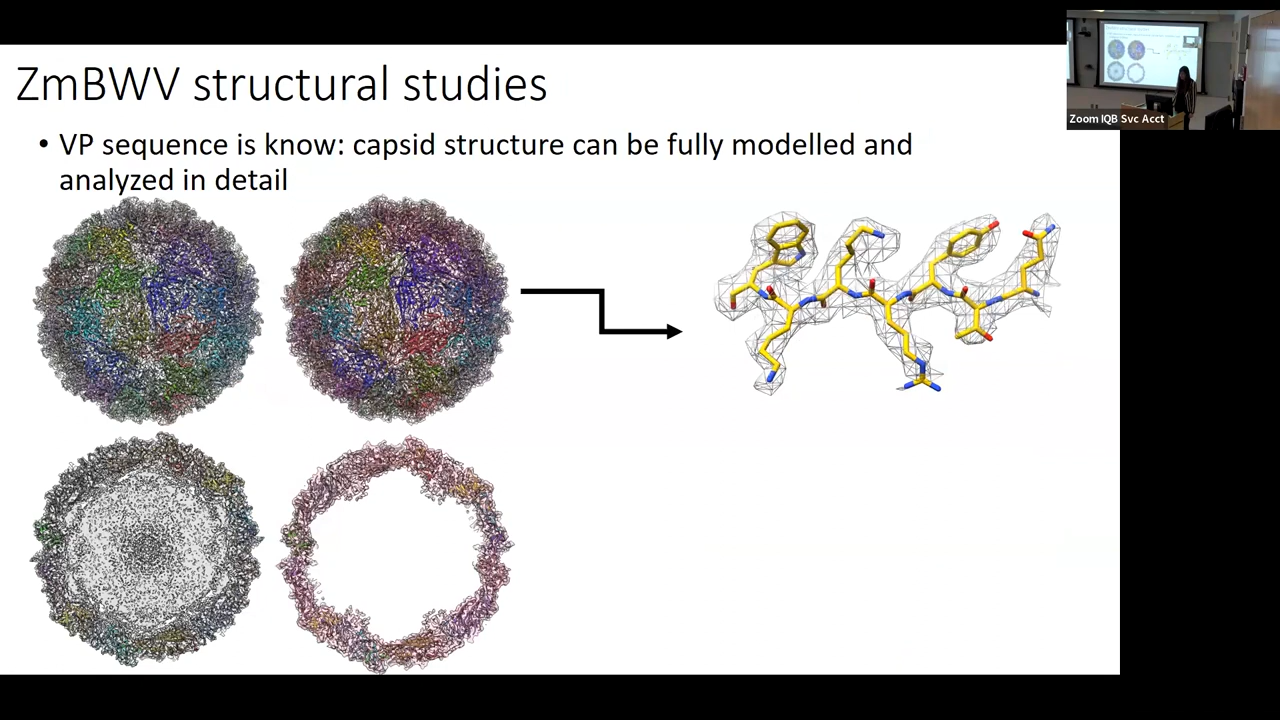 ZmBWV structural studies
• VP sequence is know: capsid structure can be fully modelled and
analyzed in detail
Zoom IQB Svc Acct